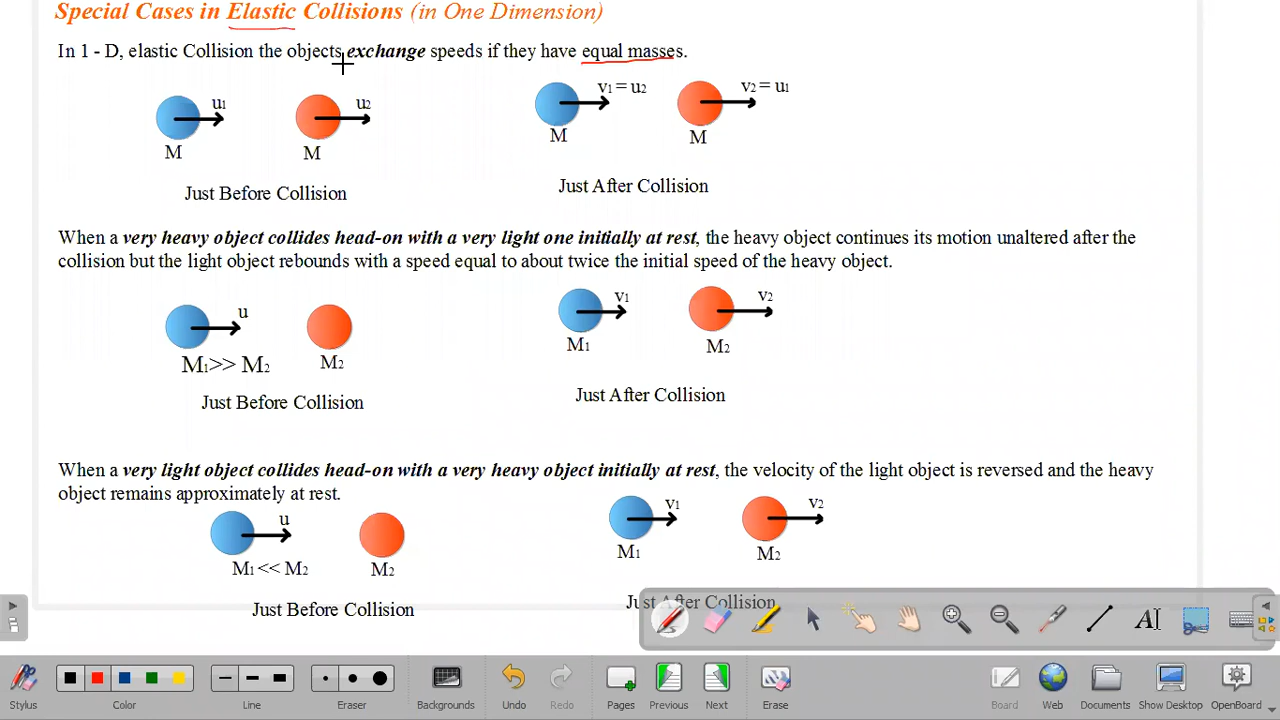 Special Cases in Elastic Collisions (in One Dimension)
In 1 - D, elastic Collision the objects exchange speeds if they have equal masses.
u1 u2 v1 = u2 v2 = u1
M M M M
Just Before Collision Just After Collision
When a very heavy object collides head-on with a very light one initially at rest, the heavy object continues its motion unaltered after the
collision but the light object rebounds with a speed equal to about twice the initial speed of the heavy object.
u v1 v2
M1>> M2 M2 M1 M2
Just Before Collision Just After Collision
When a very light object collides head-on with a very heavy object initially at rest, the velocity of the light object is reversed and the heavy
object remains approximately at rest.
u v1 v2
M1 << M2 M2 M1 M2
Just Before Collision Just After Collision
Stylus Color Line Eraser Backgrounds Undo Redo Pages Previous Next Erase Board Web Documents Show Desktop OpenBoard